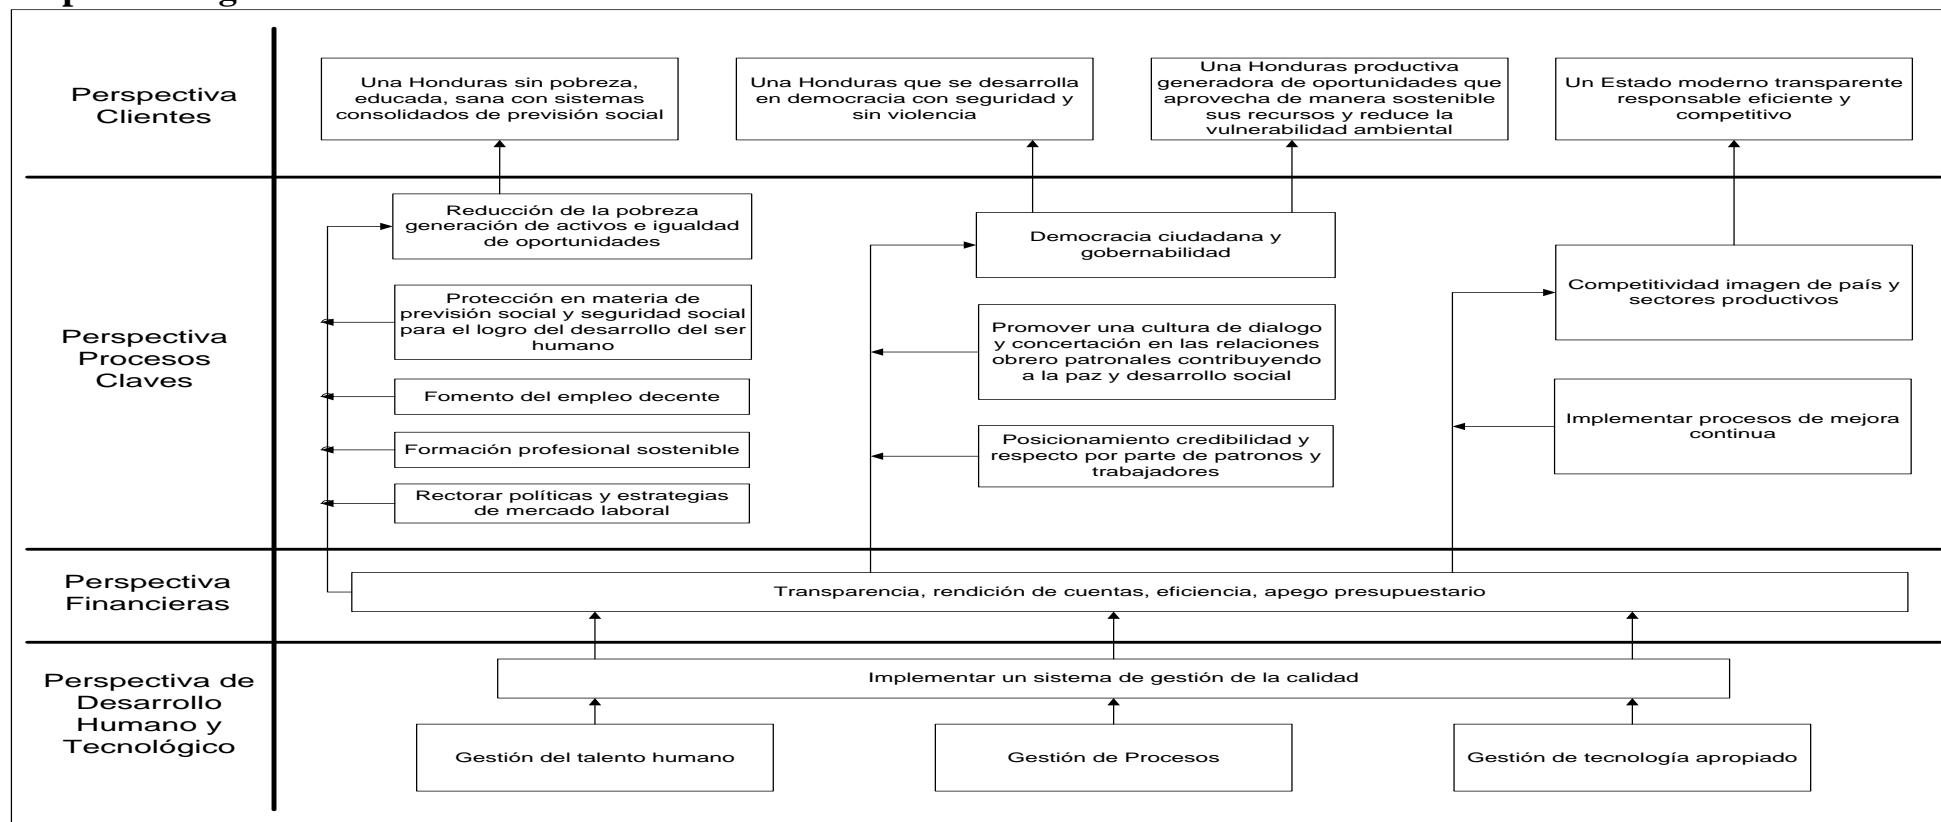 Perspectiva
Clientes
Una Honduras sin pobreza,
educada, sana con sistemas
consolidados de previsión social
Una Honduras que se desarrolla
en democracia con seguridad y
sin violencia
Una Honduras productiva
generadora de oportunidades que
aprovecha de manera sostenible
sus recursos y reduce la
vulnerabilidad ambiental
Un Estado moderno transparente
responsable eficiente y
competitivo
Perspectiva
Procesos
Claves
Reducción de la pobreza
generación de activos e igualdad
de oportunidades
Protección en materia de
previsión social y seguridad social
para el logro del desarrollo del ser
humano
Fomento del empleo decente
Formación profesional sostenible
Rectorar políticas y estrategias
de mercado laboral
Democracia ciudadana y
gobernabilidad
Promover una cultura de dialogo
y concertación en las relaciones
obrero patronales contribuyendo
a la paz y desarrollo social
Posicionamiento credibilidad y
respecto por parte de patronos y
trabajadores
Competitividad imagen de país y
sectores productivos
Implementar procesos de mejora
continua
Perspectiva
Financieras
Transparencia, rendición de cuentas, eficiencia, apego presupuestario
Perspectiva de
Desarrollo
Humano y
Tecnológico
Implementar un sistema de gestión de la calidad
Gestión del talento humano
Gestión de Procesos
Gestión de tecnología apropiado